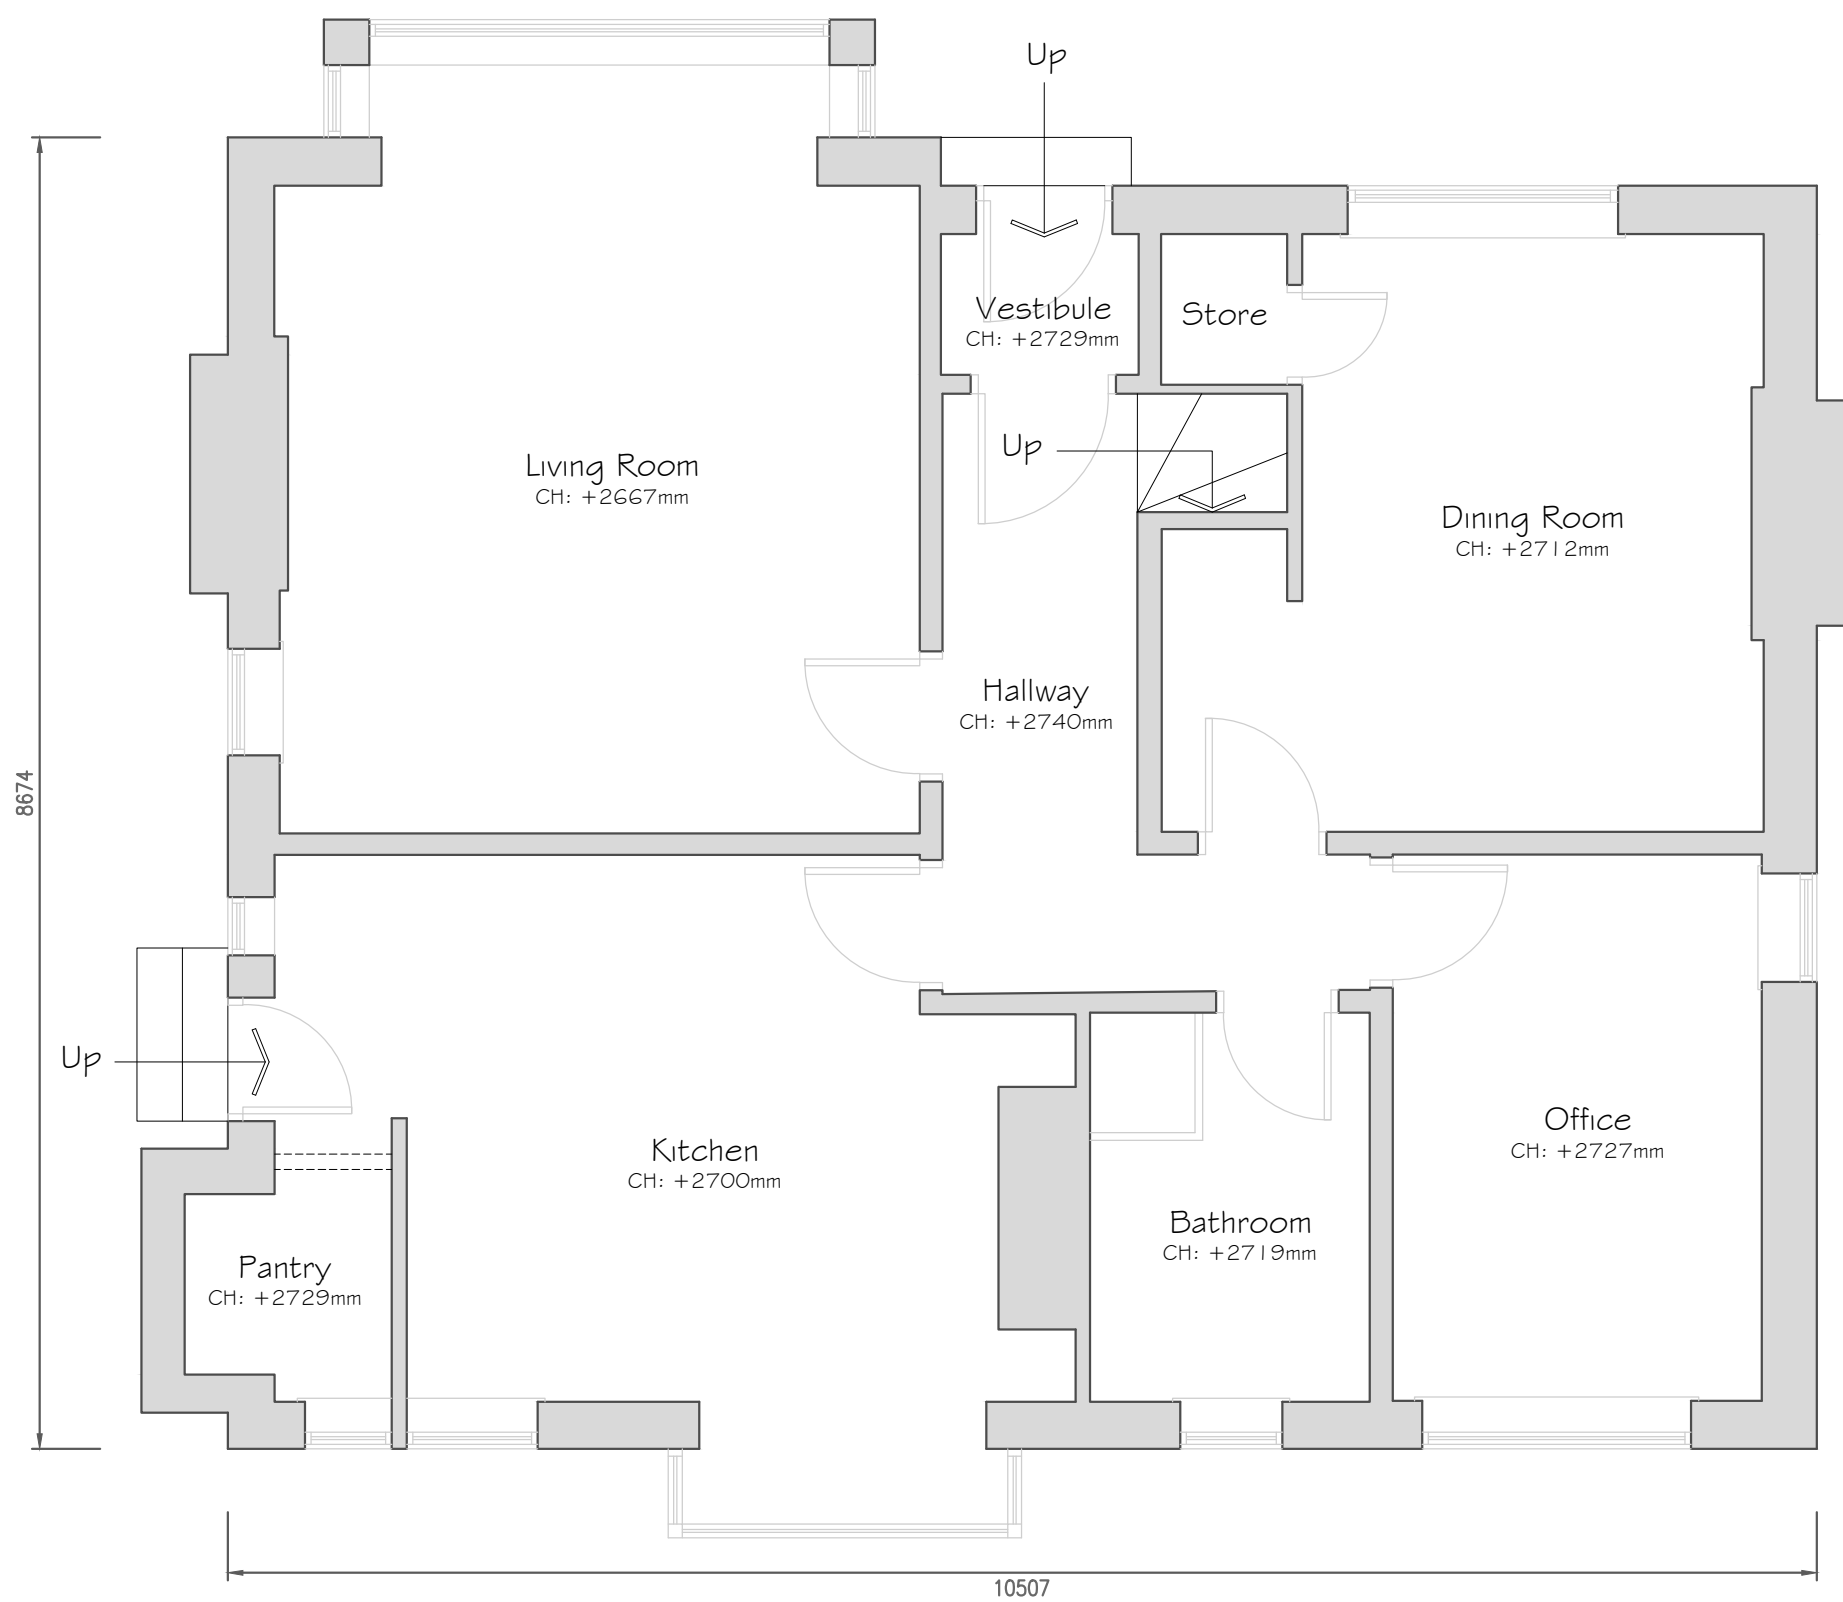 Up
Vestibule
CH: +2729mm
Store
Up
Living Room
CH: +2667mm
Dining Room
CH: +2712mm
Hallway
CH: +2740mm
8674
Up
Kitchen
CH: +2700mm
Office
CH: +2727mm
Bathroom
CH: +2719mm
Pantry
CH: +2729mm
10507